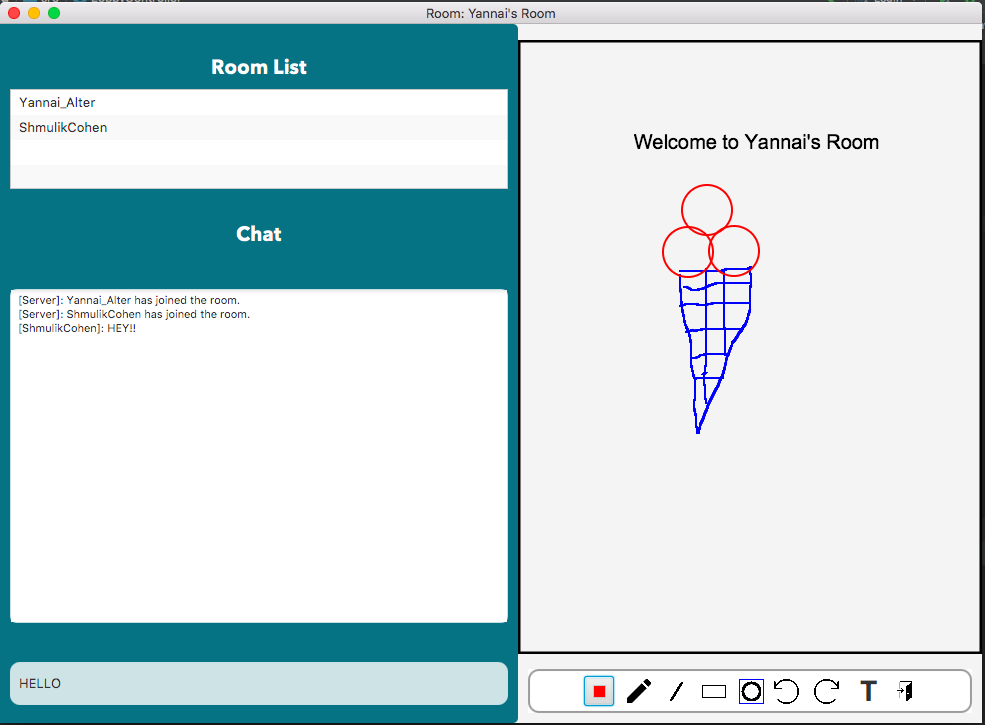 Room: Yannai's Room
Room List
Yannai_Alter
ShmulikCohen
Chat
[Server]: Yannai_Alter has joined the room.
[Server]: ShmulikCohen has joined the room.
[ShmulikCohen]: HEY!!
HELLO
Welcome to Yannai's Room
T